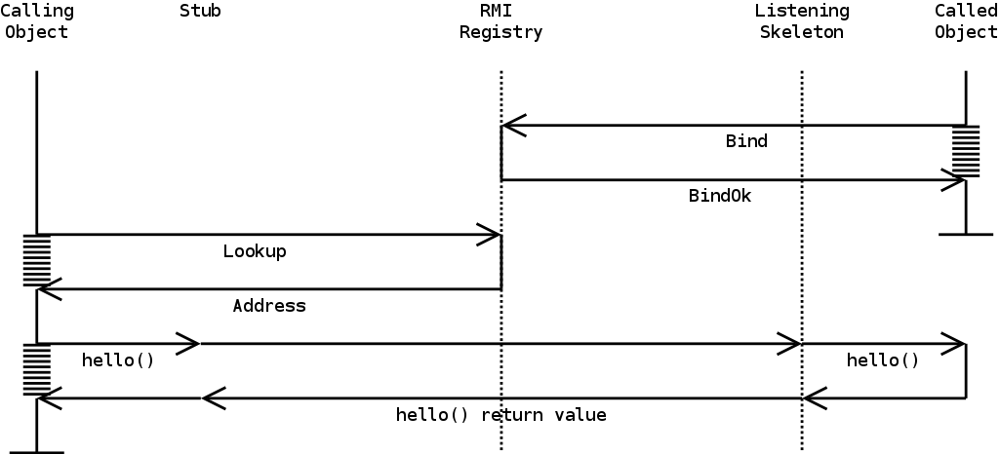 Calling Object
Stub
RMI Registry
Listening Skeleton
Called Object
Bind
BindOk
Lookup
Address
hello()
hello()
hello() return value